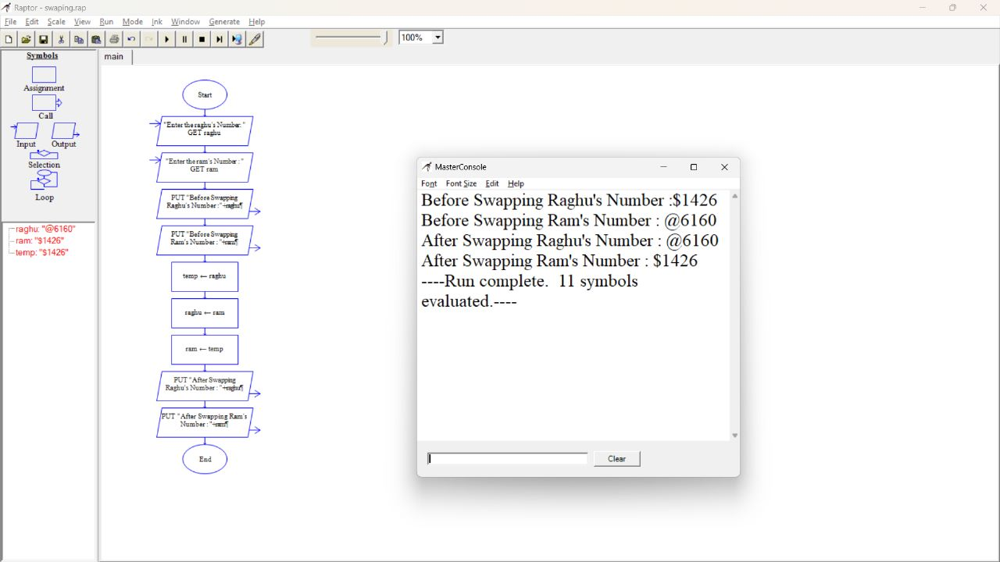 Raptor - swaping.rap
File Edit Scale View Run Mode Ink Window Generate Help
100%
Symbols
Assignment
Call
Input Output
Selection
Loop
raghu: "@6160"
ram: "$1426"
temp: "$1426"
main
Start
"Enter the raghu's Number: "
GET raghu
"Enter the ram's Number : "
GET ram
PUT "Before Swapping
Raghu's Number :"+raghu¶
PUT "Before Swapping
Ram's Number : "+ram¶
temp ← raghu
raghu ← ram
ram ← temp
PUT "After Swapping
Raghu's Number : "+raghu¶
PUT "After Swapping Ram's
Number : "+ram¶
End
MasterConsole
Font Font Size Edit Help
Before Swapping Raghu's Number :$1426
Before Swapping Ram's Number : @6160
After Swapping Raghu's Number : @6160
After Swapping Ram's Number : $1426
----Run complete.  11 symbols
evaluated.----
Clear